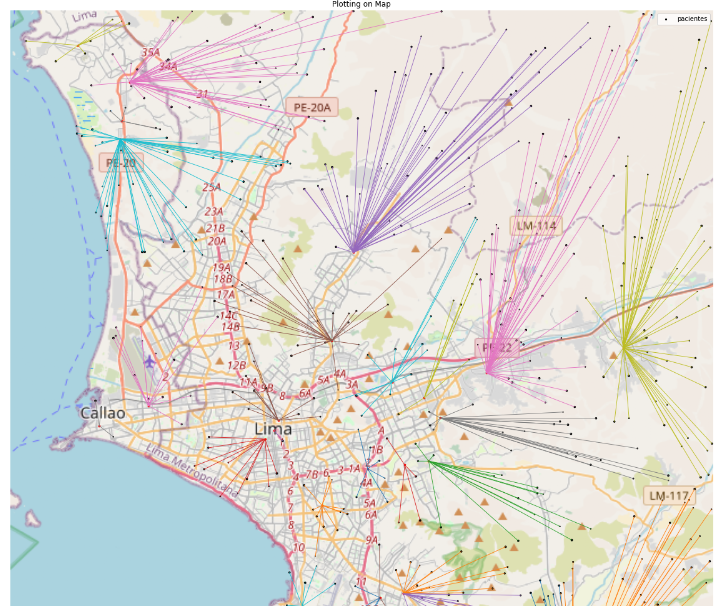 Plotting on Map
pacientes
Lima
35A
34A
31
PE-20A
PE-20
25A
23A
21B
20A
LM-114
19A
18B
17A
14C
14B
13
12B
PE-22
11A 9B
8
6A
5A
4A
3A
2
Callao
Lima
A
1B
Lima Metropolitana
2
3
4
7B
6
3
1A
4A
5A
6A
6
7
8
9A
10
11
LM-117